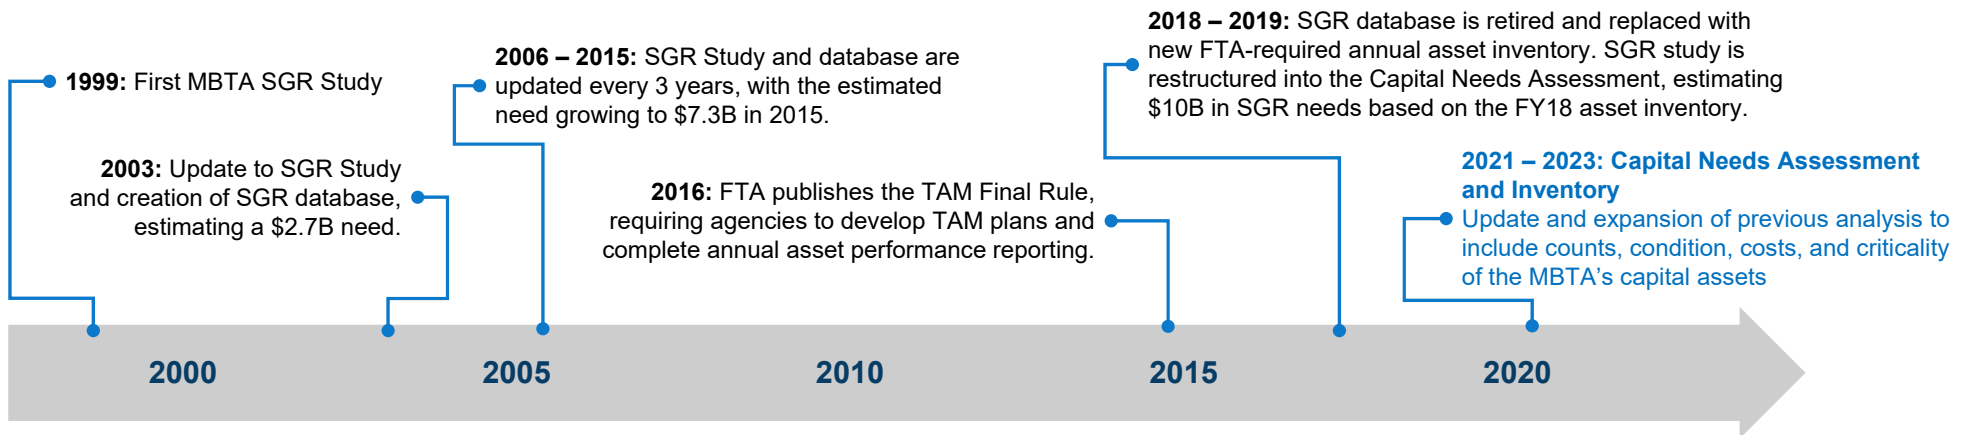 1999: First MBTA SGR Study
2003: Update to SGR Study
and creation of SGR database,
estimating a $2.7B need.
2006 – 2015: SGR Study and database are
updated every 3 years, with the estimated
need growing to $7.3B in 2015.
2016: FTA publishes the TAM Final Rule,
requiring agencies to develop TAM plans and
complete annual asset performance reporting.
2018 – 2019: SGR database is retired and replaced with
new FTA-required annual asset inventory. SGR study is
restructured into the Capital Needs Assessment, estimating
$10B in SGR needs based on the FY18 asset inventory.
2021 – 2023: Capital Needs Assessment
and Inventory
Update and expansion of previous analysis to
include counts, condition, costs, and criticality
of the MBTA’s capital assets
2000 2005 2010 2015 2020